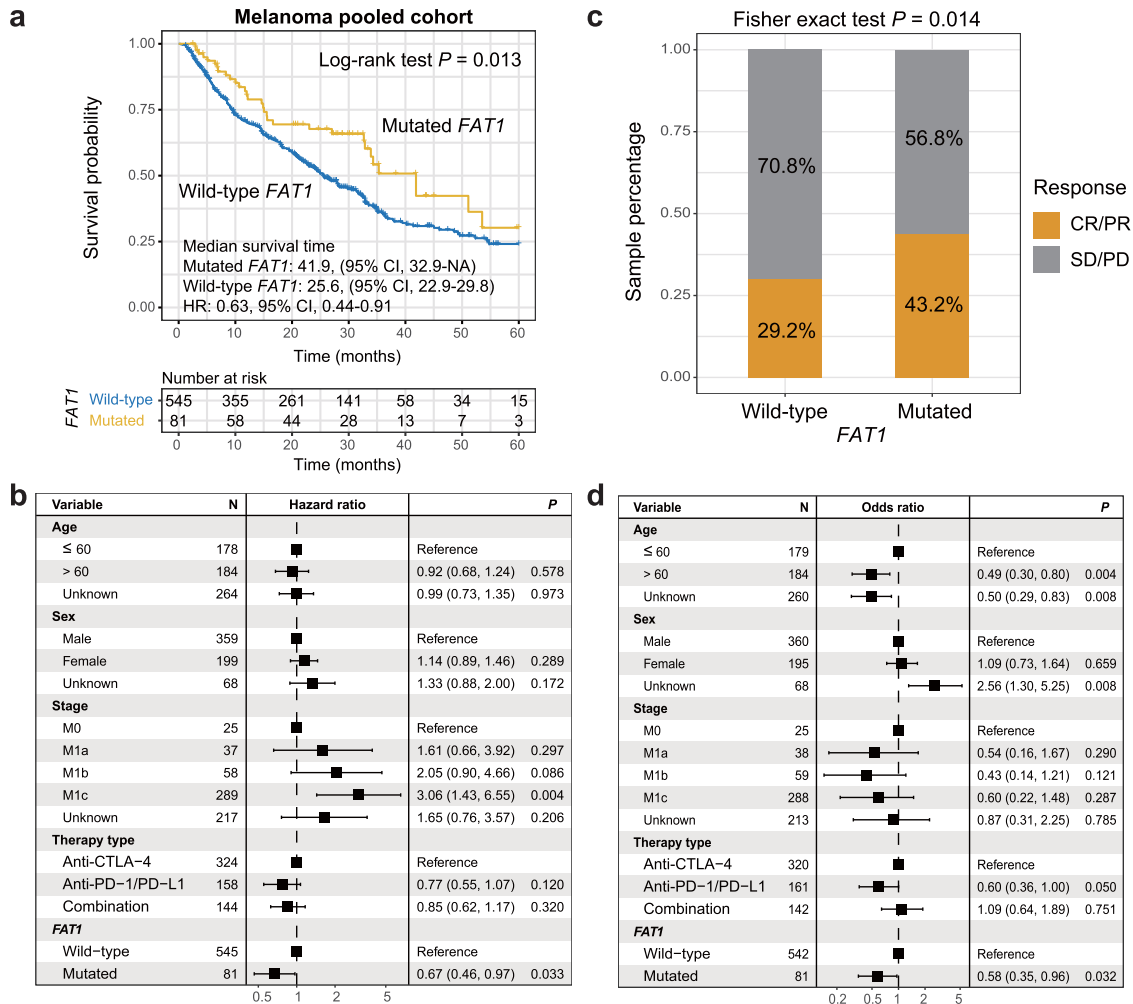 a
Melanoma pooled cohort
Survival probability
1.00
0.75
0.50
0.25
0.00
Log-rank test P = 0.013
Mutated FAT1
Wild-type FAT1
Median survival time
Mutated FAT1: 41.9, (95% CI, 32.9-NA)
Wild-type FAT1: 25.6, (95% CI, 22.9-29.8)
HR: 0.63, 95% CI, 0.44-0.91
0 10 20 30 40 50 60
Time (months)
Number at risk
FAT1
Wild-type 545 355 261 141 58 34 15
Mutated 81 58 44 28 13 7 3
0 10 20 30 40 50 60
Time (months)
c
Fisher exact test P = 0.014
Sample percentage
1.00
0.75
0.50
0.25
0.00
70.8%
29.2%
56.8%
43.2%
Wild-type Mutated
FAT1
Response
CR/PR
SD/PD
b
Variable N Hazard ratio P
Age
≤ 60 178 Reference
> 60 184 0.92 (0.68, 1.24) 0.578
Unknown 264 0.99 (0.73, 1.35) 0.973
Sex
Male 359 Reference
Female 199 1.14 (0.89, 1.46) 0.289
Unknown 68 1.33 (0.88, 2.00) 0.172
Stage
M0 25 Reference
M1a 37 1.61 (0.66, 3.92) 0.297
M1b 58 2.05 (0.90, 4.66) 0.086
M1c 289 3.06 (1.43, 6.55) 0.004
Unknown 217 1.65 (0.76, 3.57) 0.206
Therapy type
Anti-CTLA-4 324 Reference
Anti-PD-1/PD-L1 158 0.77 (0.55, 1.07) 0.120
Combination 144 0.85 (0.62, 1.17) 0.320
FAT1
Wild-type 545 Reference
Mutated 81 0.67 (0.46, 0.97) 0.033
0.5 1 2 5
d
Variable N Odds ratio P
Age
≤ 60 179 Reference
> 60 184 0.49 (0.30, 0.80) 0.004
Unknown 260 0.50 (0.29, 0.83) 0.008
Sex
Male 360 Reference
Female 195 1.09 (0.73, 1.64) 0.659
Unknown 68 2.56 (1.30, 5.25) 0.008
Stage
M0 25 Reference
M1a 38 0.54 (0.16, 1.67) 0.290
M1b 59 0.43 (0.14, 1.21) 0.121
M1c 288 0.60 (0.22, 1.48) 0.287
Unknown 213 0.87 (0.31, 2.25) 0.785
Therapy type
Anti-CTLA-4 320 Reference
Anti-PD-1/PD-L1 161 0.60 (0.36, 1.00) 0.050
Combination 142 1.09 (0.64, 1.89) 0.751
FAT1
Wild-type 542 Reference
Mutated 81 0.58 (0.35, 0.96) 0.032
0.2 0.5 1 2 5